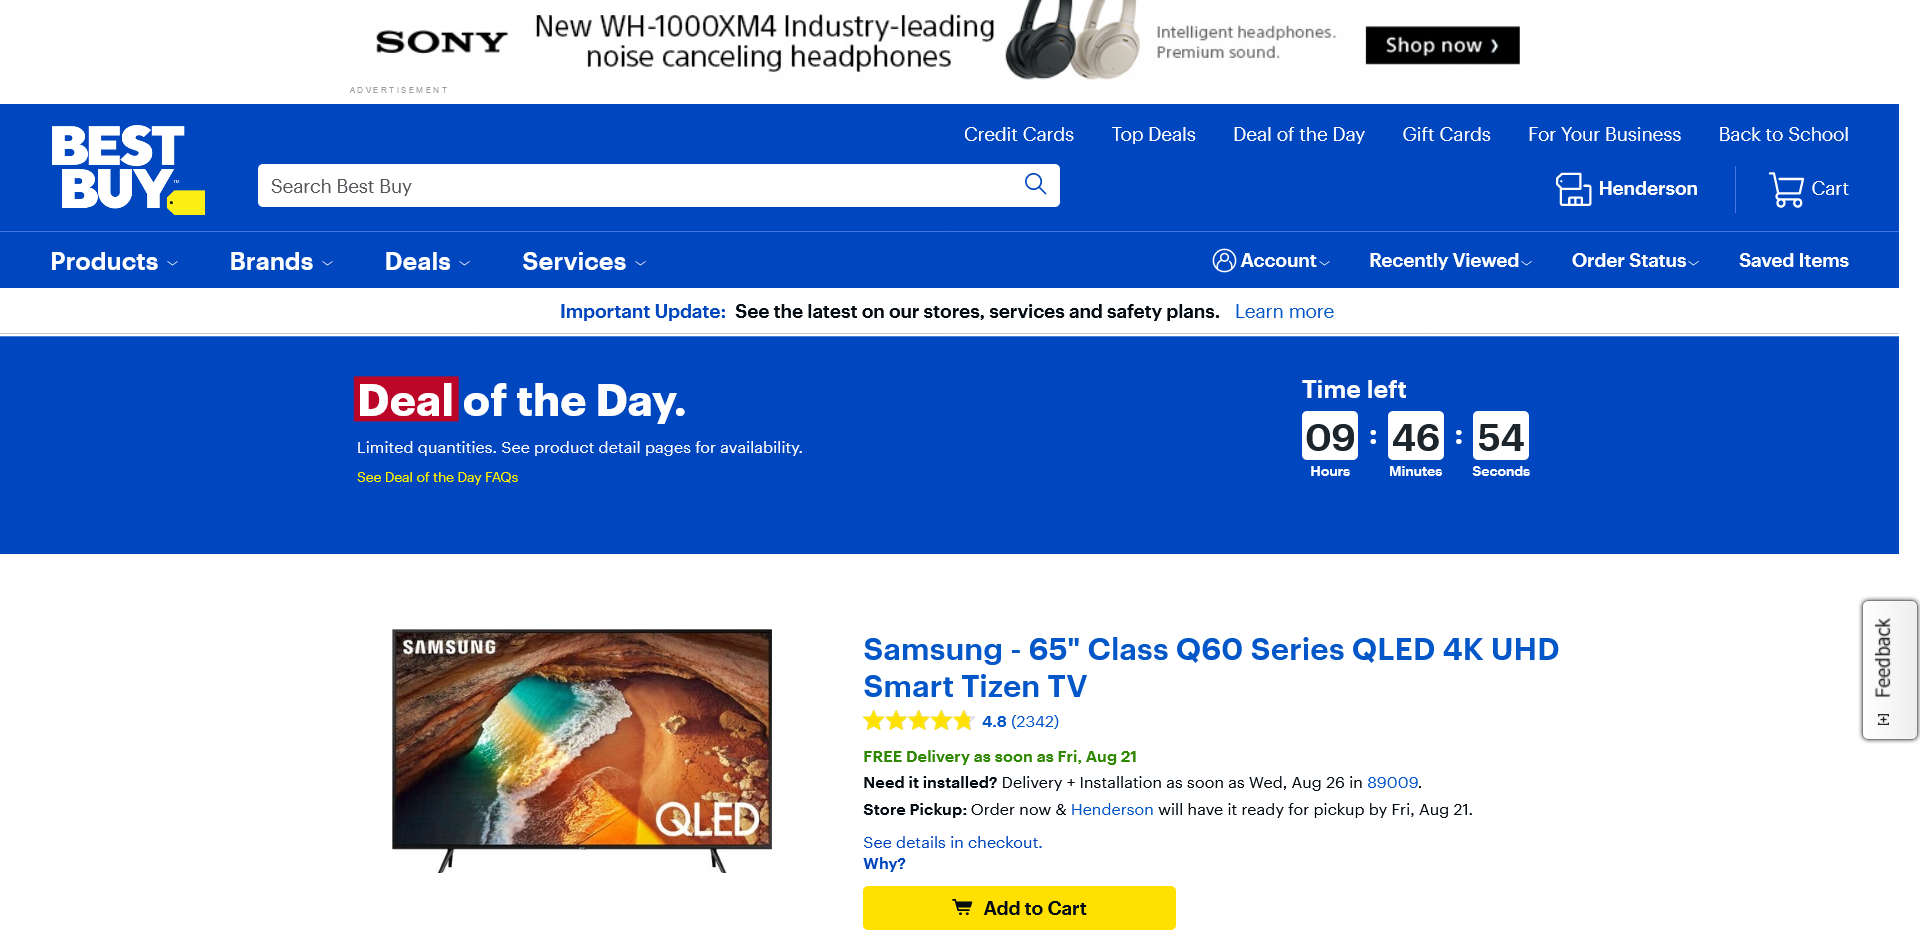 SONY
New WH-1000XM4 Industry-leading
noise canceling headphones
Intelligent headphones.
Premium sound.
Shop now ❯
ADVERTISEMENT
BEST
BUY™
Credit Cards Top Deals Deal of the Day Gift Cards For Your Business Back to School
Search Best Buy
Henderson
Cart
Products Brands Deals Services
Account Recently Viewed Order Status Saved Items
Important Update: See the latest on our stores, services and safety plans. Learn more
Deal of the Day.
Limited quantities. See product detail pages for availability.
See Deal of the Day FAQs
Time left
09 : 46 : 54
Hours Minutes Seconds
SAMSUNG
QLED
Samsung - 65" Class Q60 Series QLED 4K UHD
Smart Tizen TV
4.8 (2342)
FREE Delivery as soon as Fri, Aug 21
Need it installed? Delivery + Installation as soon as Wed, Aug 26 in 89009.
Store Pickup: Order now & Henderson will have it ready for pickup by Fri, Aug 21.
See details in checkout.
Why?
Add to Cart
[+] Feedback